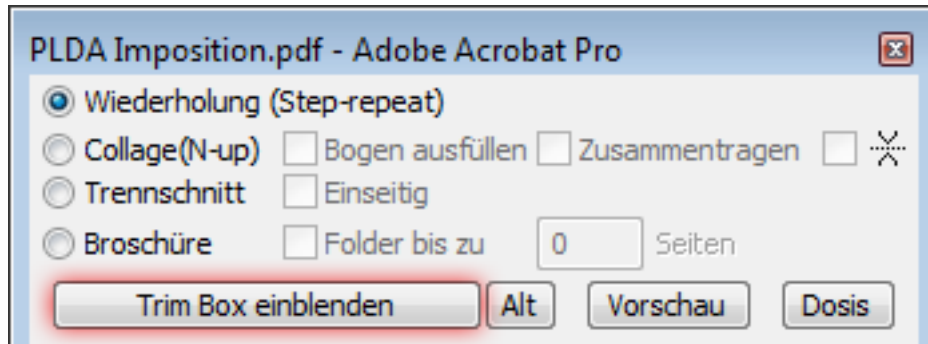 PLDA Imposition.pdf - Adobe Acrobat Pro
Wiederholung (Step-repeat)
Collage(N-up) Bogen ausfüllen Zusammentragen
Trennschnitt Einseitig
Broschüre Folder bis zu 0 Seiten
Trim Box einblenden Alt Vorschau Dosis